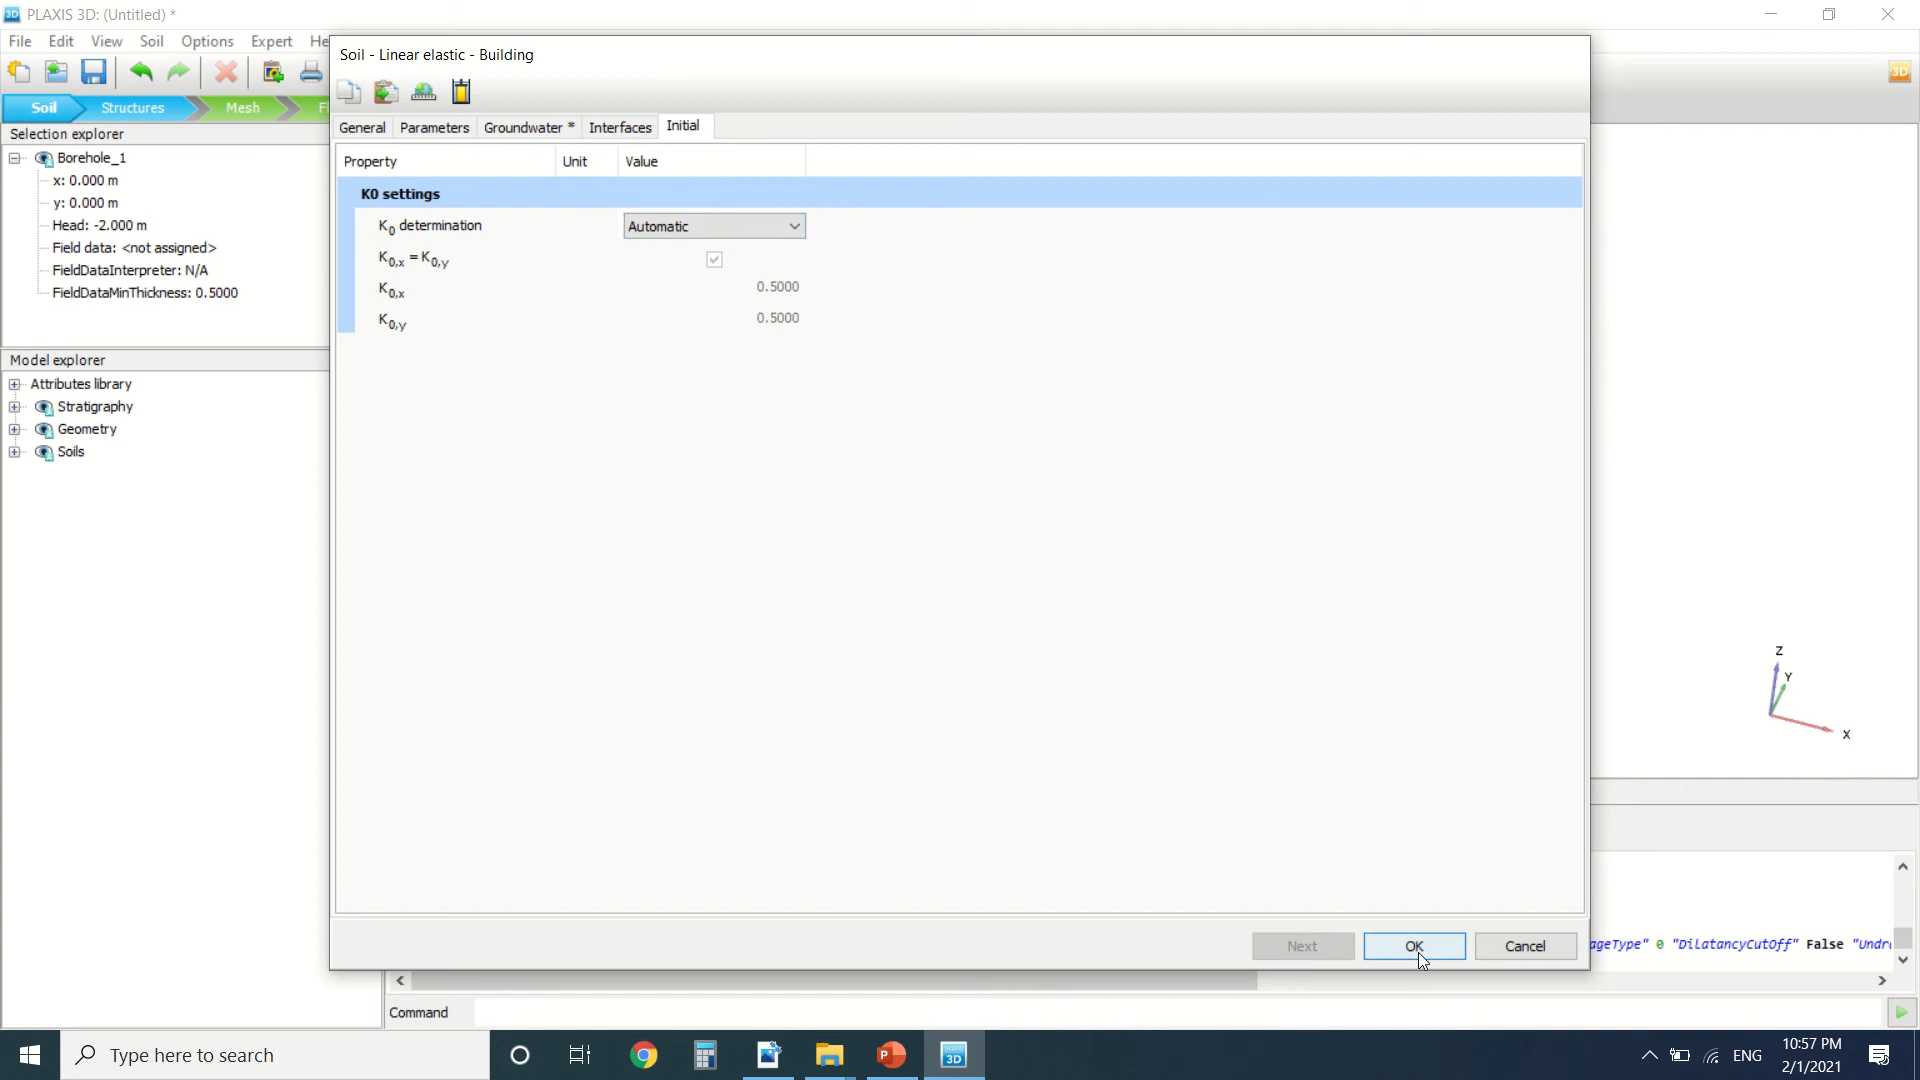 PLAXIS 3D: (Untitled) *
File Edit View Soil Options Expert He
Soil Structures Mesh Fl
Selection explorer
Borehole_1
x: 0.000 m
y: 0.000 m
Head: -2.000 m
Field data: <not assigned>
FieldDataInterpreter: N/A
FieldDataMinThickness: 0.5000
Model explorer
Attributes library
Stratigraphy
Geometry
Soils
Soil - Linear elastic - Building
General Parameters Groundwater * Interfaces Initial
Property Unit Value
K0 settings
K0 determination Automatic
K0,x = K0,y
K0,x 0.5000
K0,y 0.5000
Next OK Cancel
3D
Z
Y
X
ageType" 0 "DilatancyCutOff" False "Undr
Command
Type here to search
P
3D
ENG
10:57 PM
2/1/2021